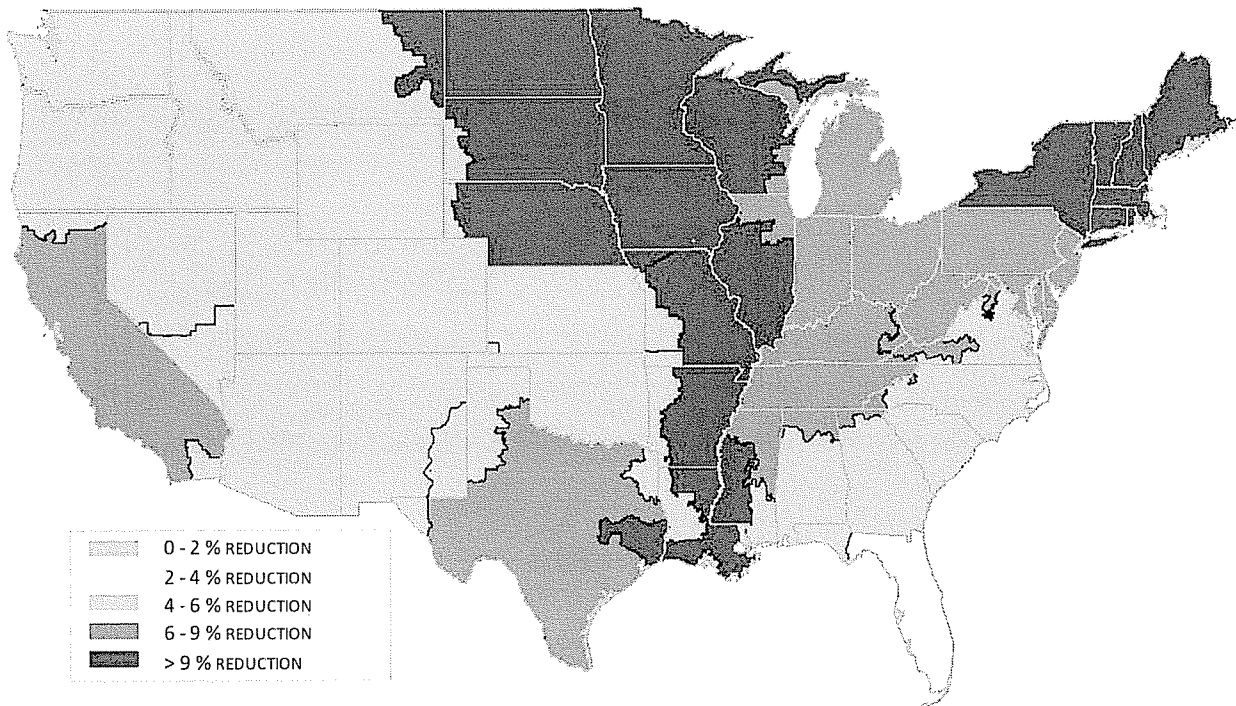 0 - 2 % REDUCTION
2 - 4 % REDUCTION
4 - 6 % REDUCTION
6 - 9 % REDUCTION
> 9 % REDUCTION